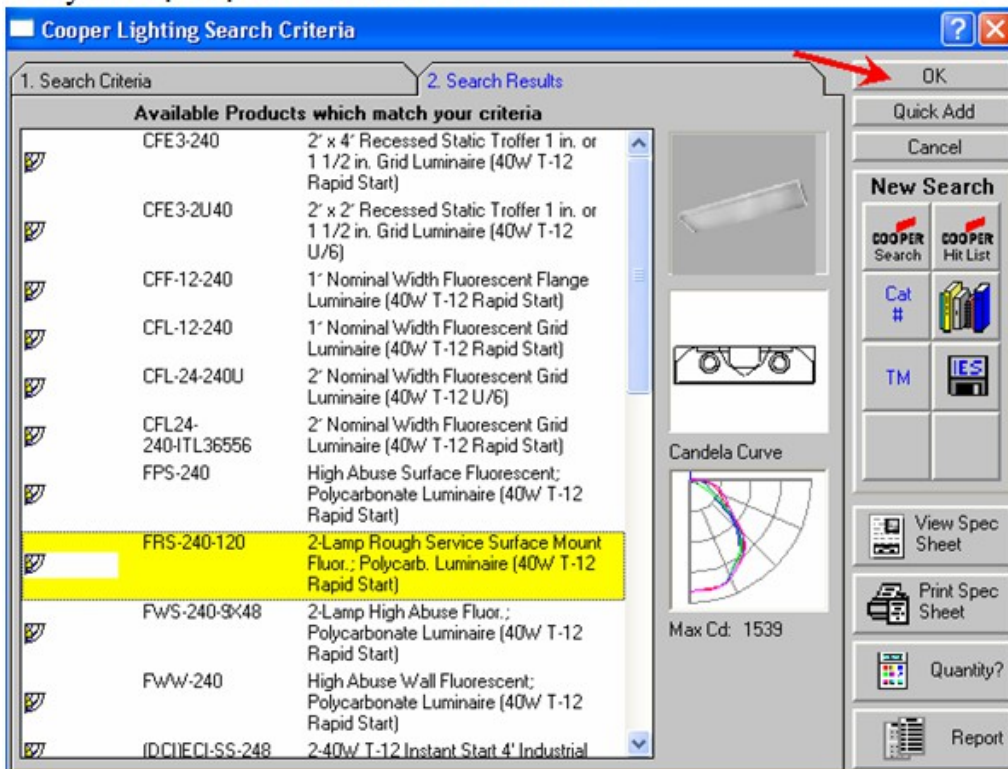 Cooper Lighting Search Criteria
1. Search Criteria
2. Search Results
Available Products which match your criteria
CFE3-240 2' x 4' Recessed Static Troffer 1 in. or
1 1/2 in. Grid Luminaire (40W T-12
Rapid Start)
CFE3-2U40 2' x 2' Recessed Static Troffer 1 in. or
1 1/2 in. Grid Luminaire (40W T-12
U/6)
CFF-12-240 1' Nominal Width Fluorescent Flange
Luminaire (40W T-12 Rapid Start)
CFL-12-240 1' Nominal Width Fluorescent Grid
Luminaire (40W T-12 Rapid Start)
CFL-24-240U 2' Nominal Width Fluorescent Grid
Luminaire (40W T-12 U/6)
CFL24- 2' Nominal Width Fluorescent Grid
240-ITL36556 Luminaire (40W T-12 Rapid Start)
FPS-240 High Abuse Surface Fluorescent;
Polycarbonate Luminaire (40W T-12
Rapid Start)
FRS-240-120 2-Lamp Rough Service Surface Mount
Fluor.; Polycarb. Luminaire (40W T-12
Rapid Start)
FWS-240-9X48 2-Lamp High Abuse Fluor.;
Polycarbonate Luminaire (40W T-12
Rapid Start)
FWW-240 High Abuse Wall Fluorescent;
Polycarbonate Luminaire (40W T-12
Rapid Start)
(DCI)ECI-SS-248 2-40W T-12 Instant Start 4' Industrial
Candela Curve
Max Cd: 1539
OK
Quick Add
Cancel
New Search
COOPER
Search
COOPER
Hit List
Cat
#
TM
IES
View Spec
Sheet
Print Spec
Sheet
Quantity?
Report